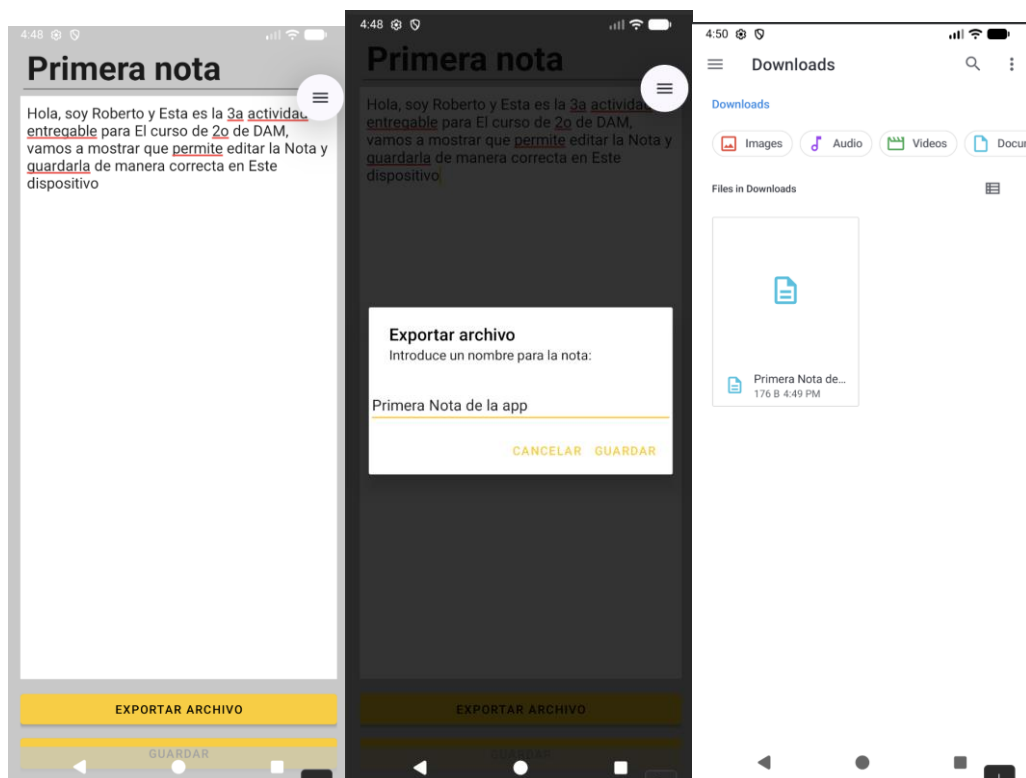 4:48
Primera nota
Hola, soy Roberto y Esta es la 3a actividad
entregable para El curso de 2o de DAM,
vamos a mostrar que permite editar la Nota y
guardarla de manera correcta en Este
dispositivo
EXPORTAR ARCHIVO
GUARDAR
4:48
Primera nota
Hola, soy Roberto y Esta es la 3a actividad
entregable para El curso de 2o de DAM,
vamos a mostrar que permite editar la Nota y
guardarla de manera correcta en Este
dispositivo
Exportar archivo
Introduce un nombre para la nota:
Primera Nota de la app
CANCELAR GUARDAR
EXPORTAR ARCHIVO
4:50
Downloads
Downloads
Images Audio Videos Docur
Files in Downloads
Primera Nota de...
176 B 4:49 PM